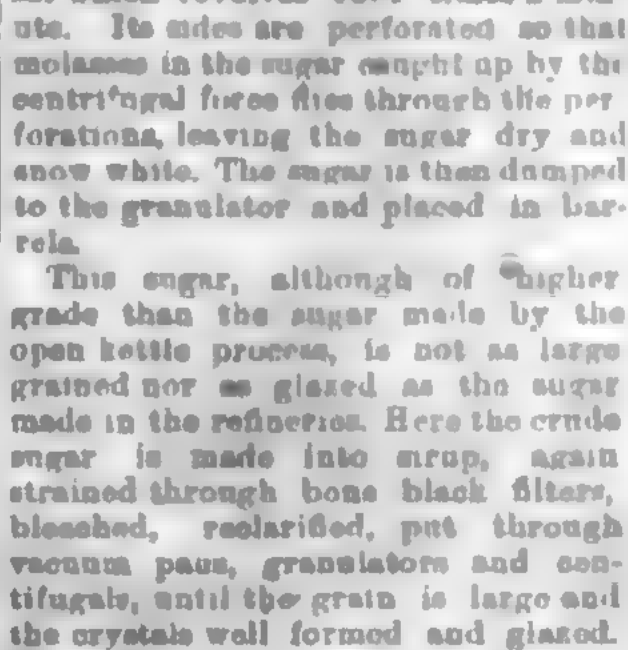 ute. Its sides are perforated so that
molasses in the sugar caught up by the
centrifugal force flies through the per
forations, leaving the sugar dry and
snow white. The sugar is then dumped
to the granulator and placed in bar-
rels.
This sugar, although of higher
grade than the sugar made by the
open kettle process, is not as large
grained nor as glazed as the sugar
made in the refineries. Here the crude
sugar is made into sirup, again
strained through bone black filters,
bleached, reclarified, put through
vacuum pans, granulators and cen-
tifugals, until the grain is large and
the crystals well formed and glazed.